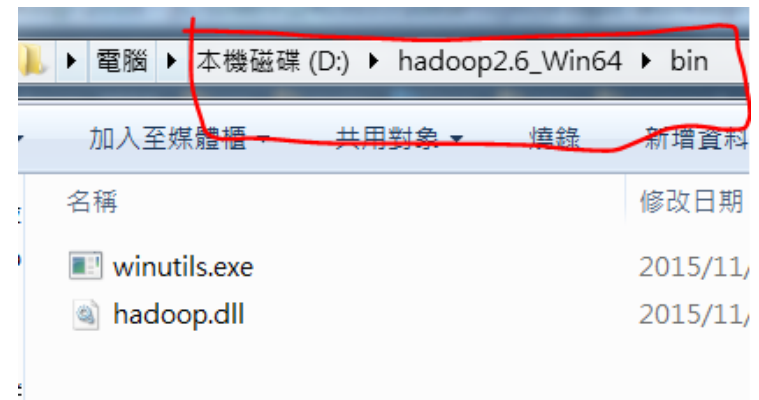 電腦 ▸ 本機磁碟 (D:) ▸ hadoop2.6_Win64 ▸ bin
加入至媒體櫃 共用對象 燒錄 新增資料
名稱 修改日期
winutils.exe 2015/11/
hadoop.dll 2015/11/